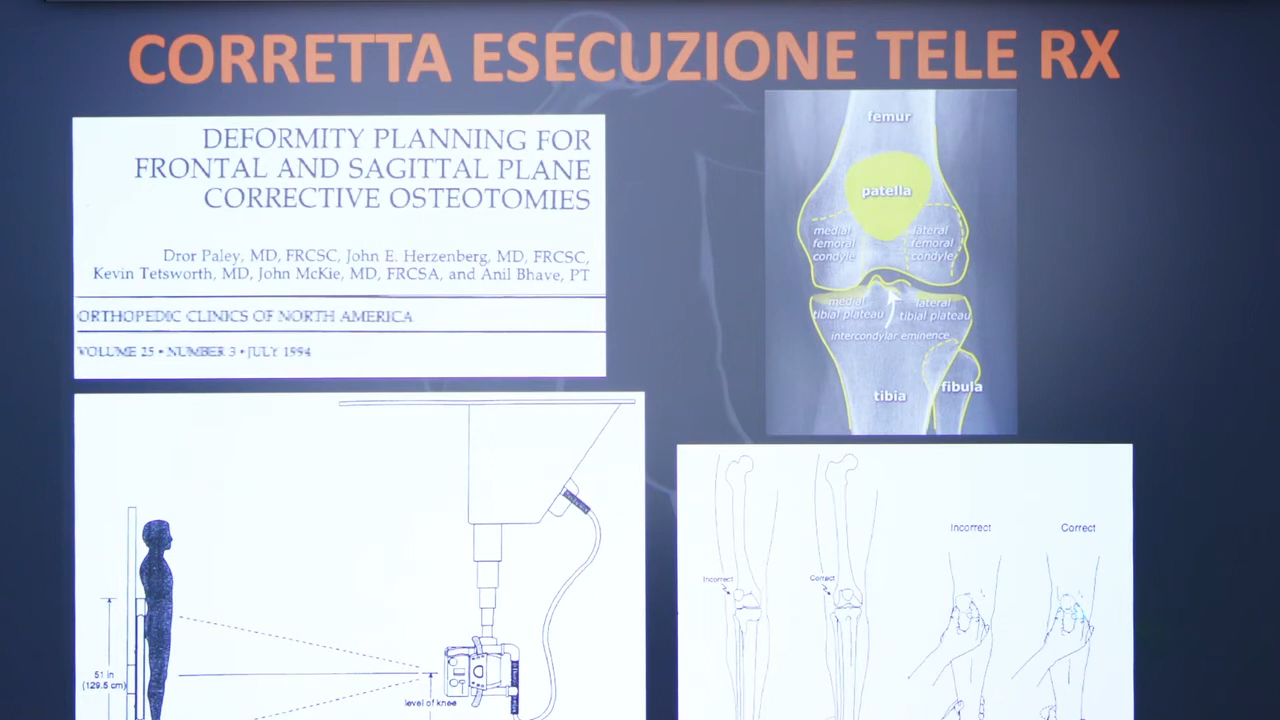 CORRETTA ESECUZIONE TELE RX
DEFORMITY PLANNING FOR
FRONTAL AND SAGITTAL PLANE
CORRECTIVE OSTEOTOMIES
Dror Paley, MD, FRCSC, John E. Herzenberg, MD, FRCSC,
Kevin Tetsworth, MD, John McKie, MD, FRCSA, and Anil Bhave, PT
ORTHOPEDIC CLINICS OF NORTH AMERICA
VOLUME 25 • NUMBER 3 • JULY 1994
femur
patella
medial
femoral
condyle
lateral
femoral
condyle
medial
tibial plateau
lateral
tibial plateau
intercondylar eminence
tibia
fibula
51 in
(129.5 cm)
level of knee
Incorrect
Correct
Incorrect
Correct